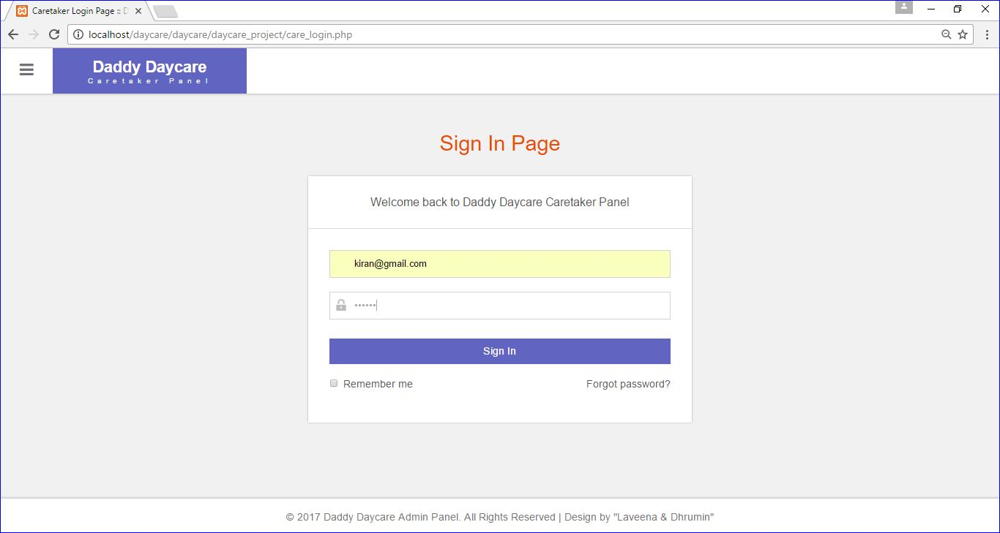 Caretaker Login Page :: D
localhost/daycare/daycare/daycare_project/care_login.php
Daddy Daycare
Caretaker Panel
Sign In Page
Welcome back to Daddy Daycare Caretaker Panel
kiran@gmail.com
••••••
Sign In
Remember me Forgot password?
© 2017 Daddy Daycare Admin Panel. All Rights Reserved | Design by "Laveena & Dhrumin"